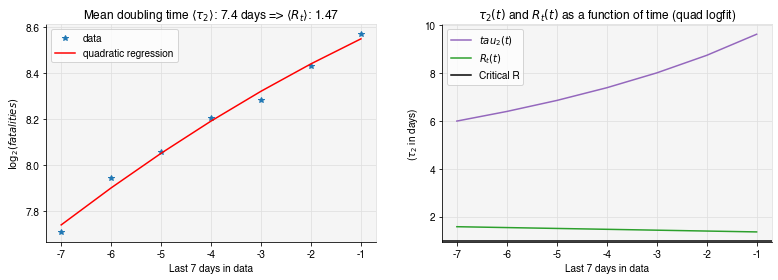 Mean doubling time ⟨τ₂⟩: 7.4 days => ⟨Rₜ⟩: 1.47
data
quadratic regression
log₂(fatalities)
8.6
8.4
8.2
8.0
7.8
-7 -6 -5 -4 -3 -2 -1
Last 7 days in data
τ₂(t) and Rₜ(t) as a function of time (quad logfit)
tau₂(t)
Rₜ(t)
Critical R
(τ₂ in days)
10
8
6
4
2
-7 -6 -5 -4 -3 -2 -1
Last 7 days in data